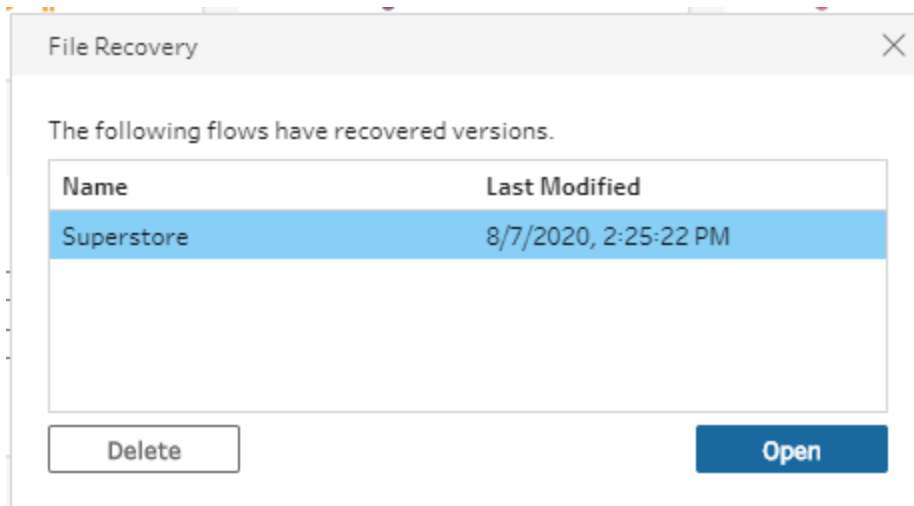 File Recovery
The following flows have recovered versions.
Name Last Modified
Superstore 8/7/2020, 2:25:22 PM
Delete Open